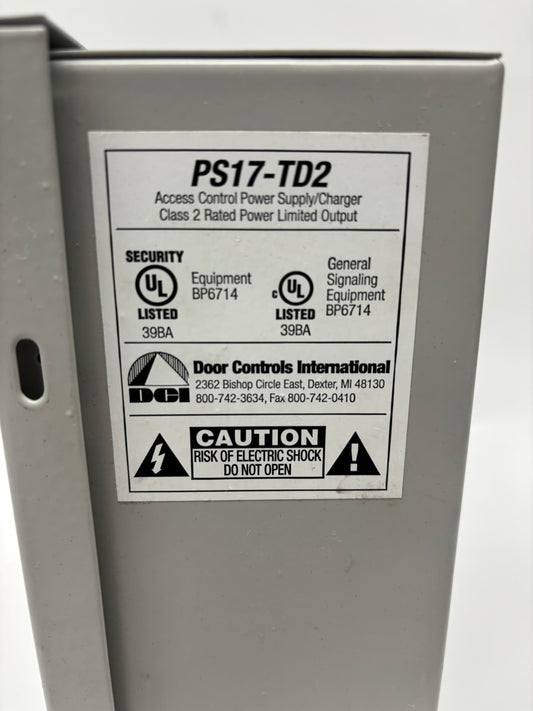 PS17-TD2
Access Control Power Supply/Charger
Class 2 Rated Power Limited Output
SECURITY
UL
LISTED
39BA
Equipment
BP6714
c UL
LISTED
39BA
General
Signaling
Equipment
BP6714
DCI
Door Controls International
2362 Bishop Circle East, Dexter, MI 48130
800-742-3634, Fax 800-742-0410
CAUTION
RISK OF ELECTRIC SHOCK
DO NOT OPEN
!